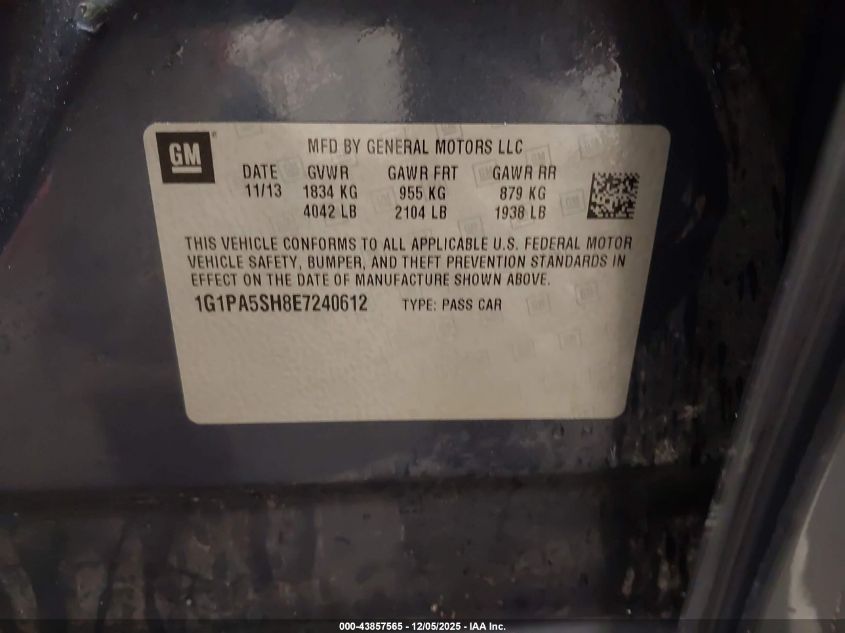 GM
MFD BY GENERAL MOTORS LLC
DATE GVWR GAWR FRT GAWR RR
11/13 1834 KG 955 KG 879 KG
4042 LB 2104 LB 1938 LB
THIS VEHICLE CONFORMS TO ALL APPLICABLE U.S. FEDERAL MOTOR
VEHICLE SAFETY, BUMPER, AND THEFT PREVENTION STANDARDS IN
EFFECT ON THE DATE OF MANUFACTURE SHOWN ABOVE.
1G1PA5SH8E7240612 TYPE: PASS CAR
000-43857565 - 12/05/2025 - IAA Inc.